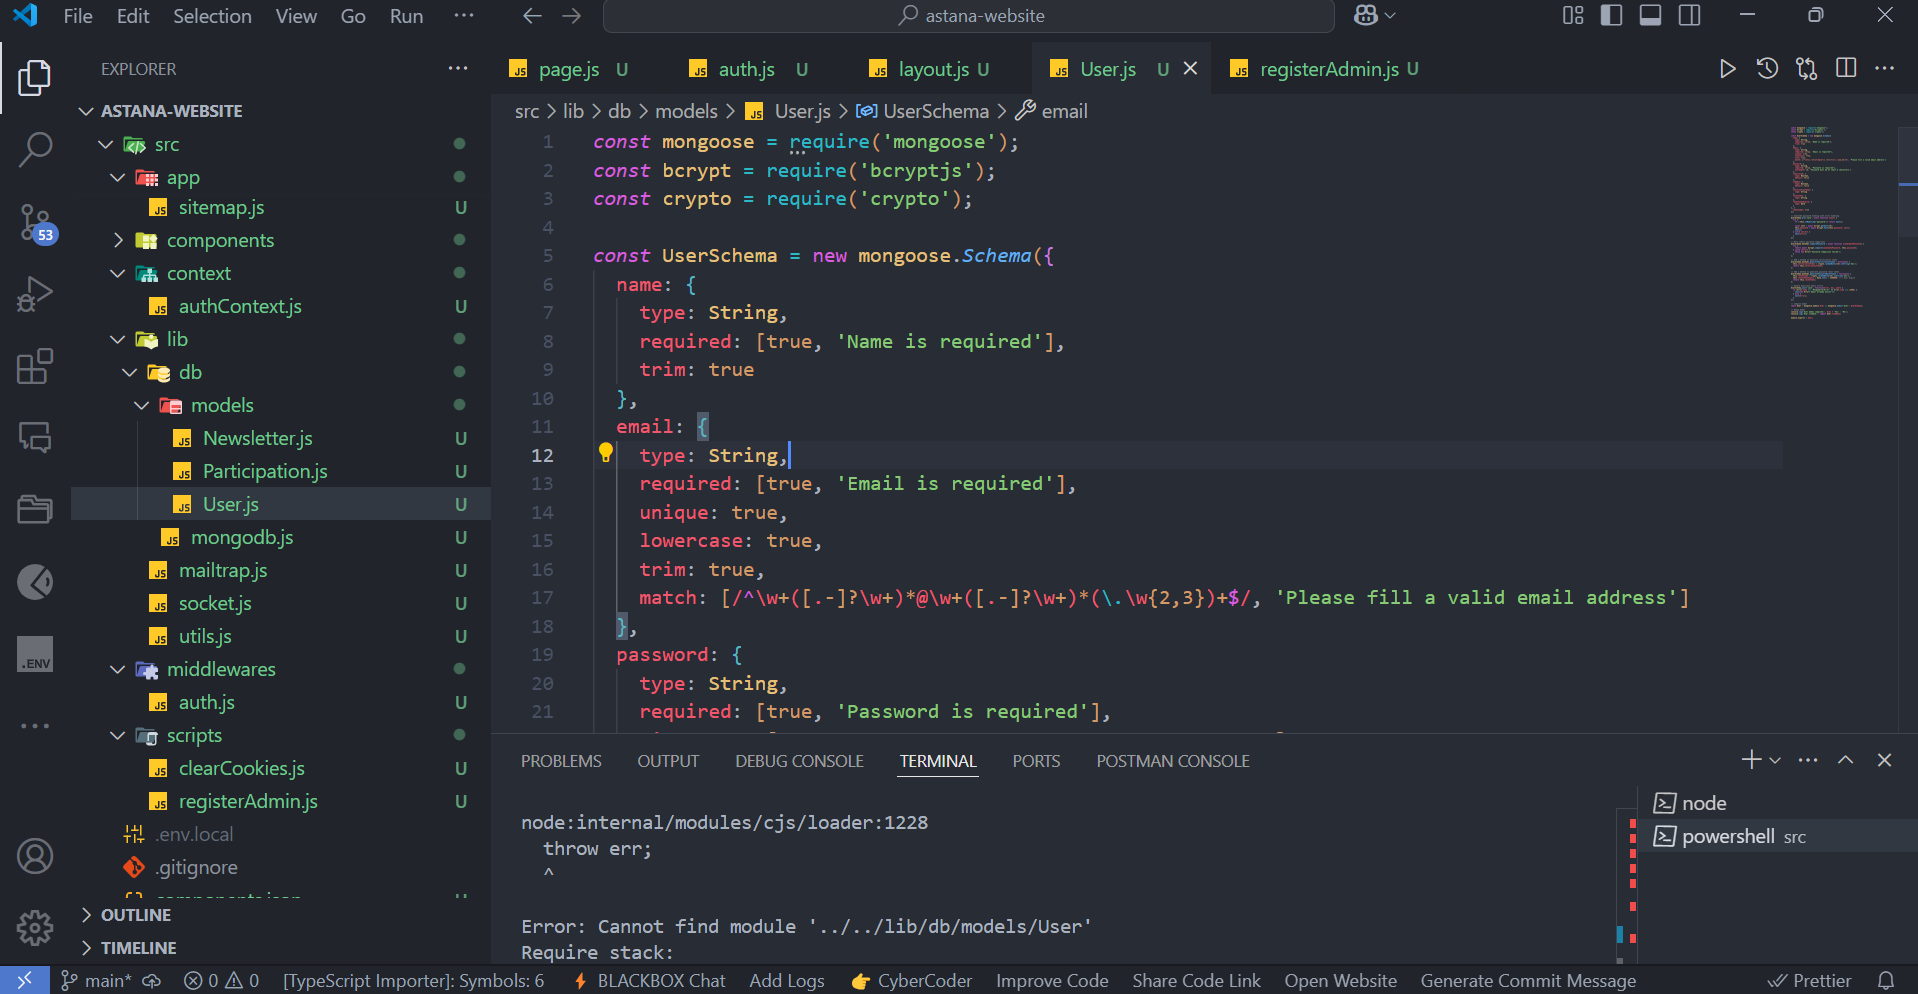 File Edit Selection View Go Run ··· astana-website
EXPLORER ···
ASTANA-WEBSITE
src
app
sitemap.js U
components
context
authContext.js U
lib
db
models
Newsletter.js U
Participation.js U
User.js U
mongodb.js U
mailtrap.js U
socket.js U
utils.js U
middlewares
auth.js U
scripts
clearCookies.js U
registerAdmin.js U
.env.local
.gitignore
OUTLINE
TIMELINE
53
.ENV
page.js U auth.js U layout.js U User.js U registerAdmin.js U
src > lib > db > models > User.js > UserSchema > email
1 const mongoose = require('mongoose');
2 const bcrypt = require('bcryptjs');
3 const crypto = require('crypto');
4
5 const UserSchema = new mongoose.Schema({
6 name: {
7 type: String,
8 required: [true, 'Name is required'],
9 trim: true
10 },
11 email: {
12 type: String,
13 required: [true, 'Email is required'],
14 unique: true,
15 lowercase: true,
16 trim: true,
17 match: [/^\w+([.-]?\w+)*@\w+([.-]?\w+)*(\.\w{2,3})+$/, 'Please fill a valid email address']
18 },
19 password: {
20 type: String,
21 required: [true, 'Password is required'],
PROBLEMS OUTPUT DEBUG CONSOLE TERMINAL PORTS POSTMAN CONSOLE
node:internal/modules/cjs/loader:1228
throw err;
^
Error: Cannot find module '../../lib/db/models/User'
Require stack:
node
powershell src
main* 0 0 [TypeScript Importer]: Symbols: 6 BLACKBOX Chat Add Logs CyberCoder Improve Code Share Code Link Open Website Generate Commit Message Prettier